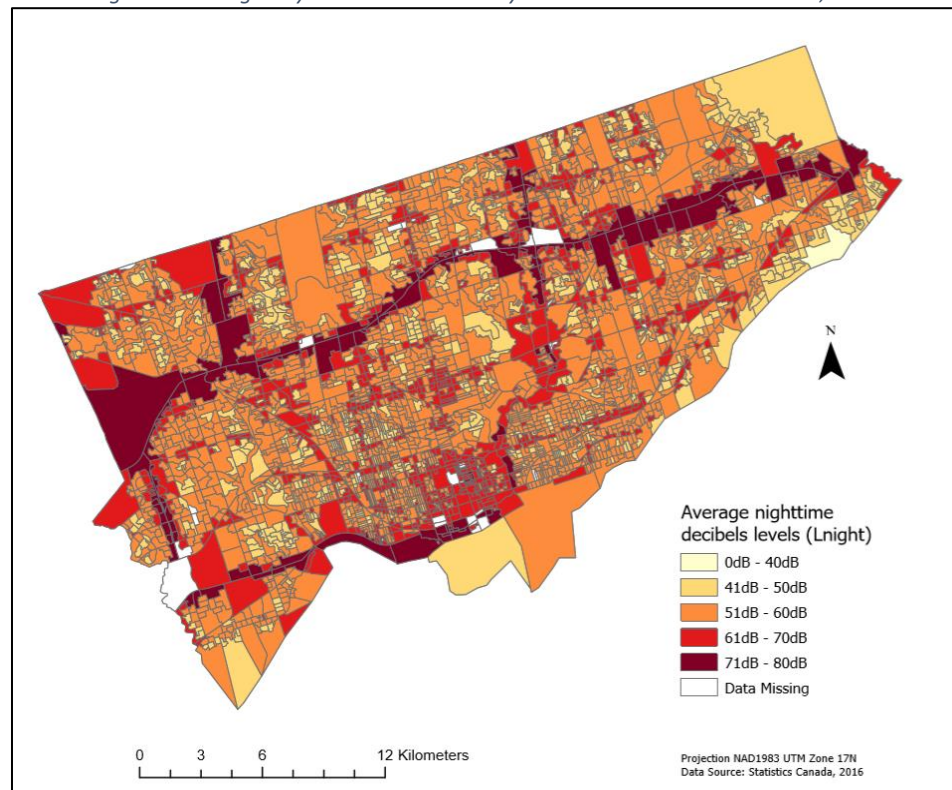 N
Average nighttime
decibels levels (Lnight)
0dB - 40dB
41dB - 50dB
51dB - 60dB
61dB - 70dB
71dB - 80dB
Data Missing
0 3 6 12 Kilometers
Projection NAD1983 UTM Zone 17N
Data Source: Statistics Canada, 2016